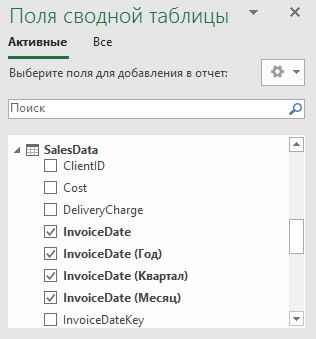 Поля сводной таблицы
Активные Все
Выберите поля для добавления в отчет:
Поиск
SalesData
ClientID
Cost
DeliveryCharge
InvoiceDate
InvoiceDate (Год)
InvoiceDate (Квартал)
InvoiceDate (Месяц)
InvoiceDateKey